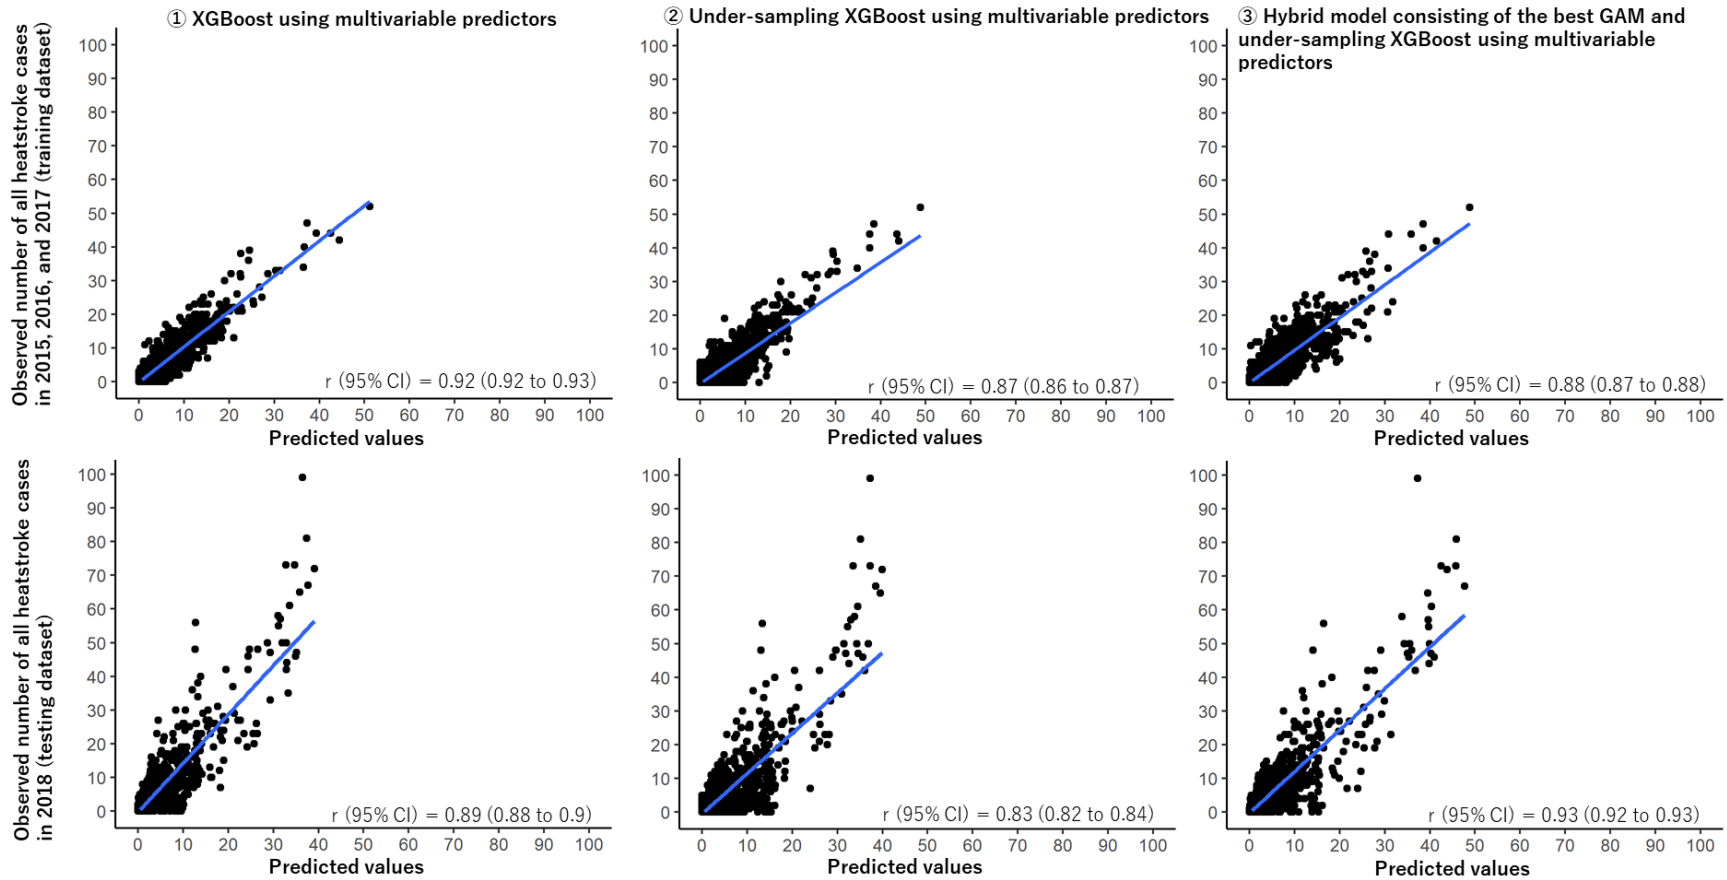 ① XGBoost using multivariable predictors
② Under-sampling XGBoost using multivariable predictors
③ Hybrid model consisting of the best GAM and
under-sampling XGBoost using multivariable
predictors
Observed number of all heatstroke cases
in 2015, 2016, and 2017 (training dataset)
100
90
80
70
60
50
40
30
20
10
0
r (95% CI) = 0.92 (0.92 to 0.93)
0 10 20 30 40 50 60 70 80 90 100
Predicted values
100
90
80
70
60
50
40
30
20
10
0
r (95% CI) = 0.87 (0.86 to 0.87)
0 10 20 30 40 50 60 70 80 90 100
Predicted values
100
90
80
70
60
50
40
30
20
10
0
r (95% CI) = 0.88 (0.87 to 0.88)
0 10 20 30 40 50 60 70 80 90 100
Predicted values
Observed number of all heatstroke cases
in 2018 (testing dataset)
100
90
80
70
60
50
40
30
20
10
0
r (95% CI) = 0.89 (0.88 to 0.9)
0 10 20 30 40 50 60 70 80 90 100
Predicted values
100
90
80
70
60
50
40
30
20
10
0
r (95% CI) = 0.83 (0.82 to 0.84)
0 10 20 30 40 50 60 70 80 90 100
Predicted values
100
90
80
70
60
50
40
30
20
10
0
r (95% CI) = 0.93 (0.92 to 0.93)
0 10 20 30 40 50 60 70 80 90 100
Predicted values